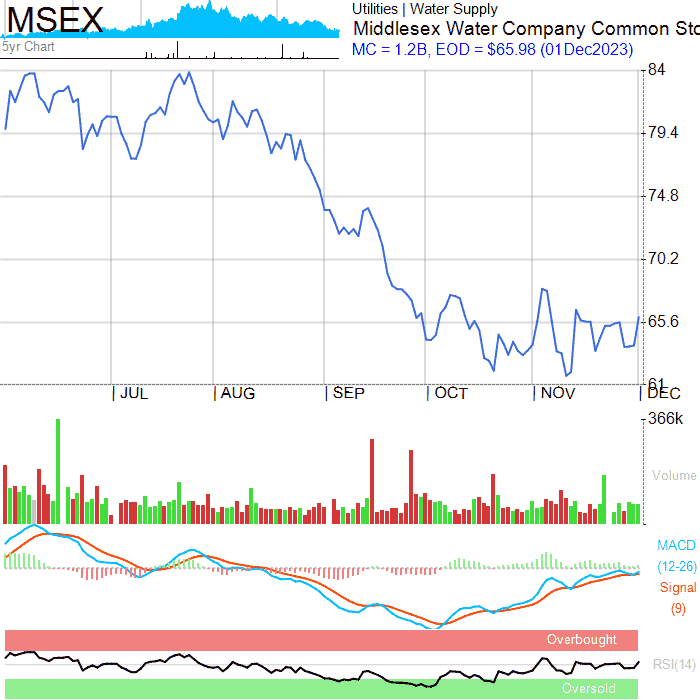 MSEX
5yr Chart
Utilities | Water Supply
Middlesex Water Company Common Sto
MC = 1.2B, EOD = $65.98 (01Dec2023)
84
79.4
74.8
70.2
65.6
61
JUL
AUG
SEP
OCT
NOV
DEC
366k
Volume
MACD
(12-26)
Signal
(9)
Overbought
RSI(14)
Oversold